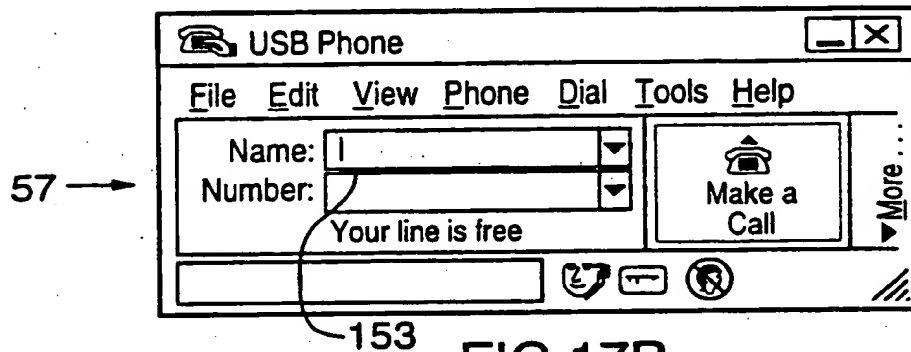 USB Phone
File Edit View Phone Dial Tools Help
Name:
Number:
Your line is free
Make a
Call
More...
57
153
FIG.17B